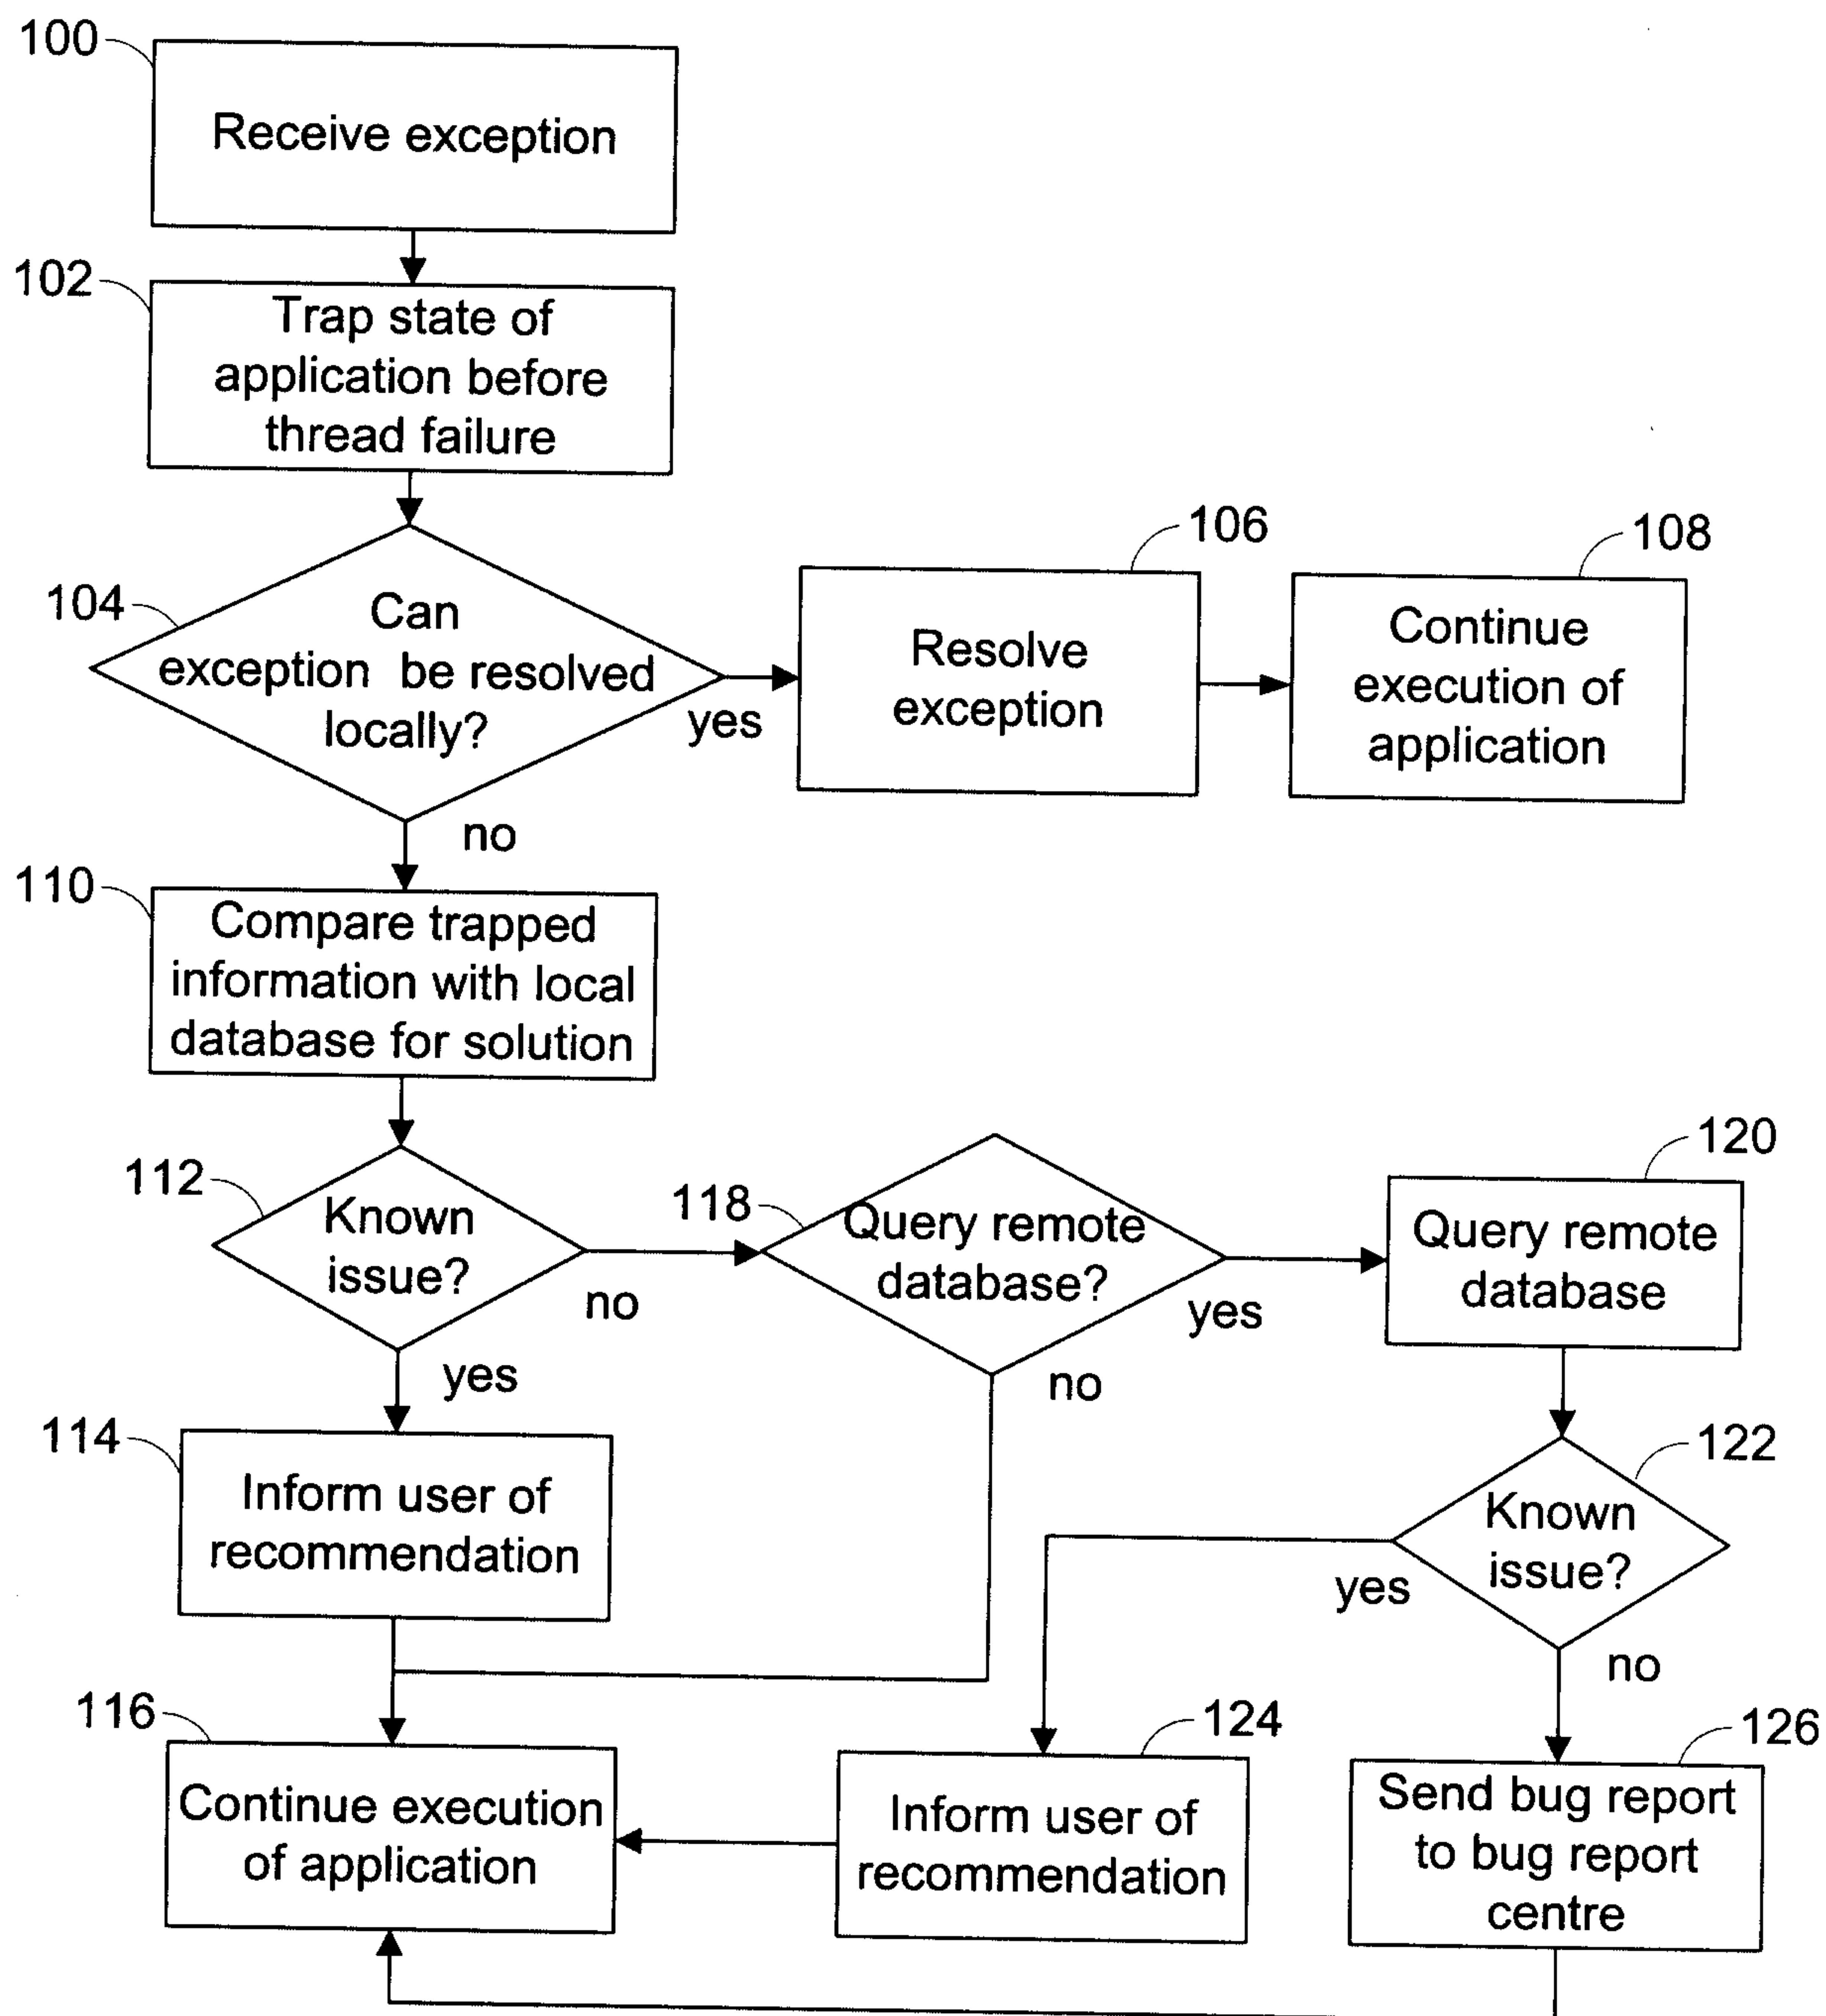 100
Receive exception
102
Trap state of
application before
thread failure
104
Can
exception be resolved
locally?
yes
no
106
Resolve
exception
108
Continue
execution of
application
110
Compare trapped
information with local
database for solution
112
Known
issue?
no
yes
118
Query remote
database?
yes
no
120
Query remote
database
114
Inform user of
recommendation
122
Known
issue?
yes
no
116
Continue execution
of application
124
Inform user of
recommendation
126
Send bug report
to bug report
centre